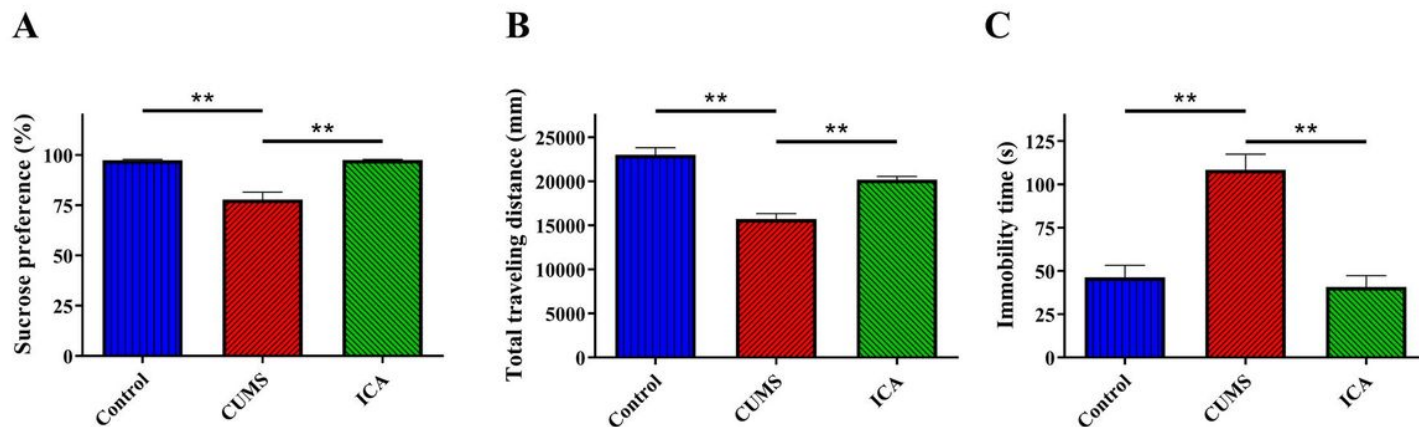 A
Sucrose preference (%)
100
75
50
25
0
**
**
Control
CUMS
ICA
B
Total traveling distance (mm)
25000
20000
15000
10000
5000
0
**
**
Control
CUMS
ICA
C
Immobility time (s)
125
100
75
50
25
0
**
**
Control
CUMS
ICA